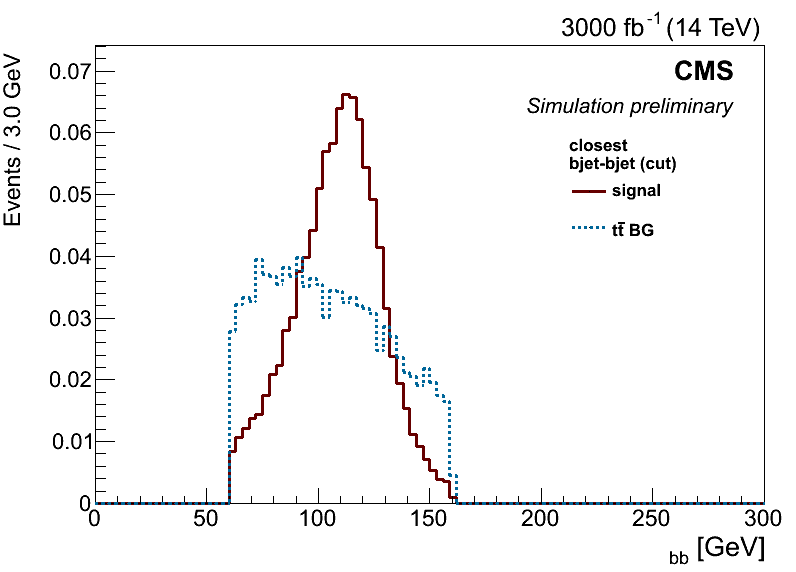 3000 fb-1 (14 TeV)
CMS
Simulation preliminary
closest
bjet-bjet (cut)
signal
tt̄ BG
Events / 3.0 GeV
0.07
0.06
0.05
0.04
0.03
0.02
0.01
0
0 50 100 150 200 250 300
bb [GeV]